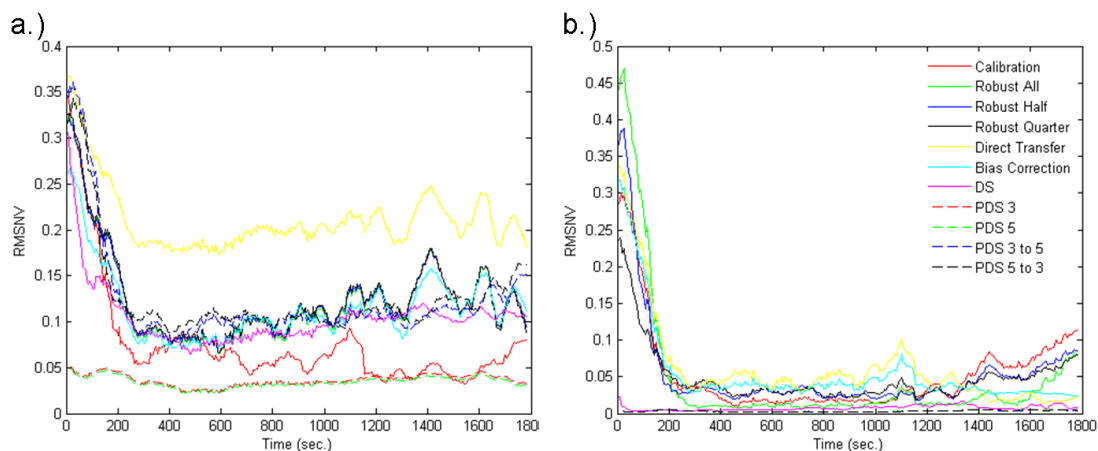 a.)
b.)
RMSNV
0.4
0.35
0.3
0.25
0.2
0.15
0.1
0.05
0
0 200 400 600 800 1000 1200 1400 1600 1800
Time (sec.)
RMSNV
0.5
0.45
0.4
0.35
0.3
0.25
0.2
0.15
0.1
0.05
0
0 200 400 600 800 1000 1200 1400 1600 1800
Time (sec.)
Calibration
Robust All
Robust Half
Robust Quarter
Direct Transfer
Bias Correction
DS
PDS 3
PDS 5
PDS 3 to 5
PDS 5 to 3